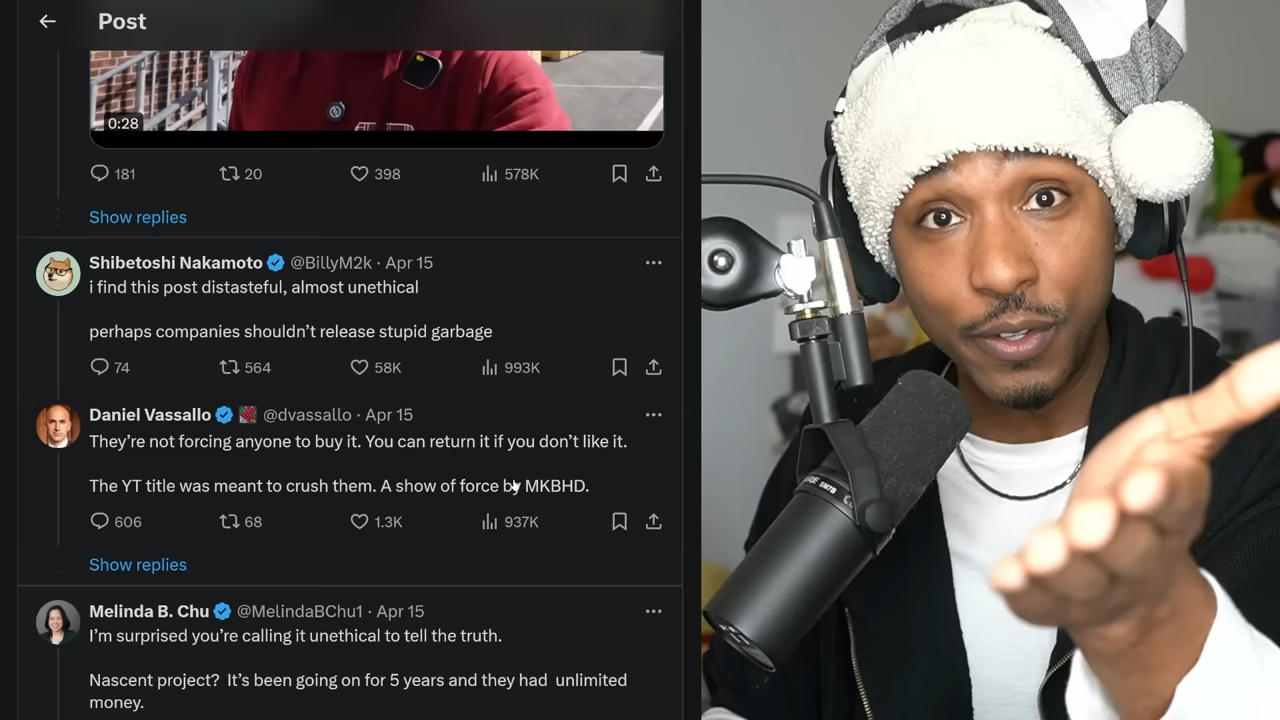 Post
0:28
181 20 398 578K
Show replies
Shibetoshi Nakamoto @BillyM2k · Apr 15
i find this post distasteful, almost unethical
perhaps companies shouldn't release stupid garbage
74 564 58K 993K
Daniel Vassallo @dvassallo · Apr 15
They're not forcing anyone to buy it. You can return it if you don't like it.
The YT title was meant to crush them. A show of force by MKBHD.
606 68 1.3K 937K
Show replies
Melinda B. Chu @MelindaBChu1 · Apr 15
I'm surprised you're calling it unethical to tell the truth.
Nascent project? It's been going on for 5 years and they had unlimited
money.
SM7B